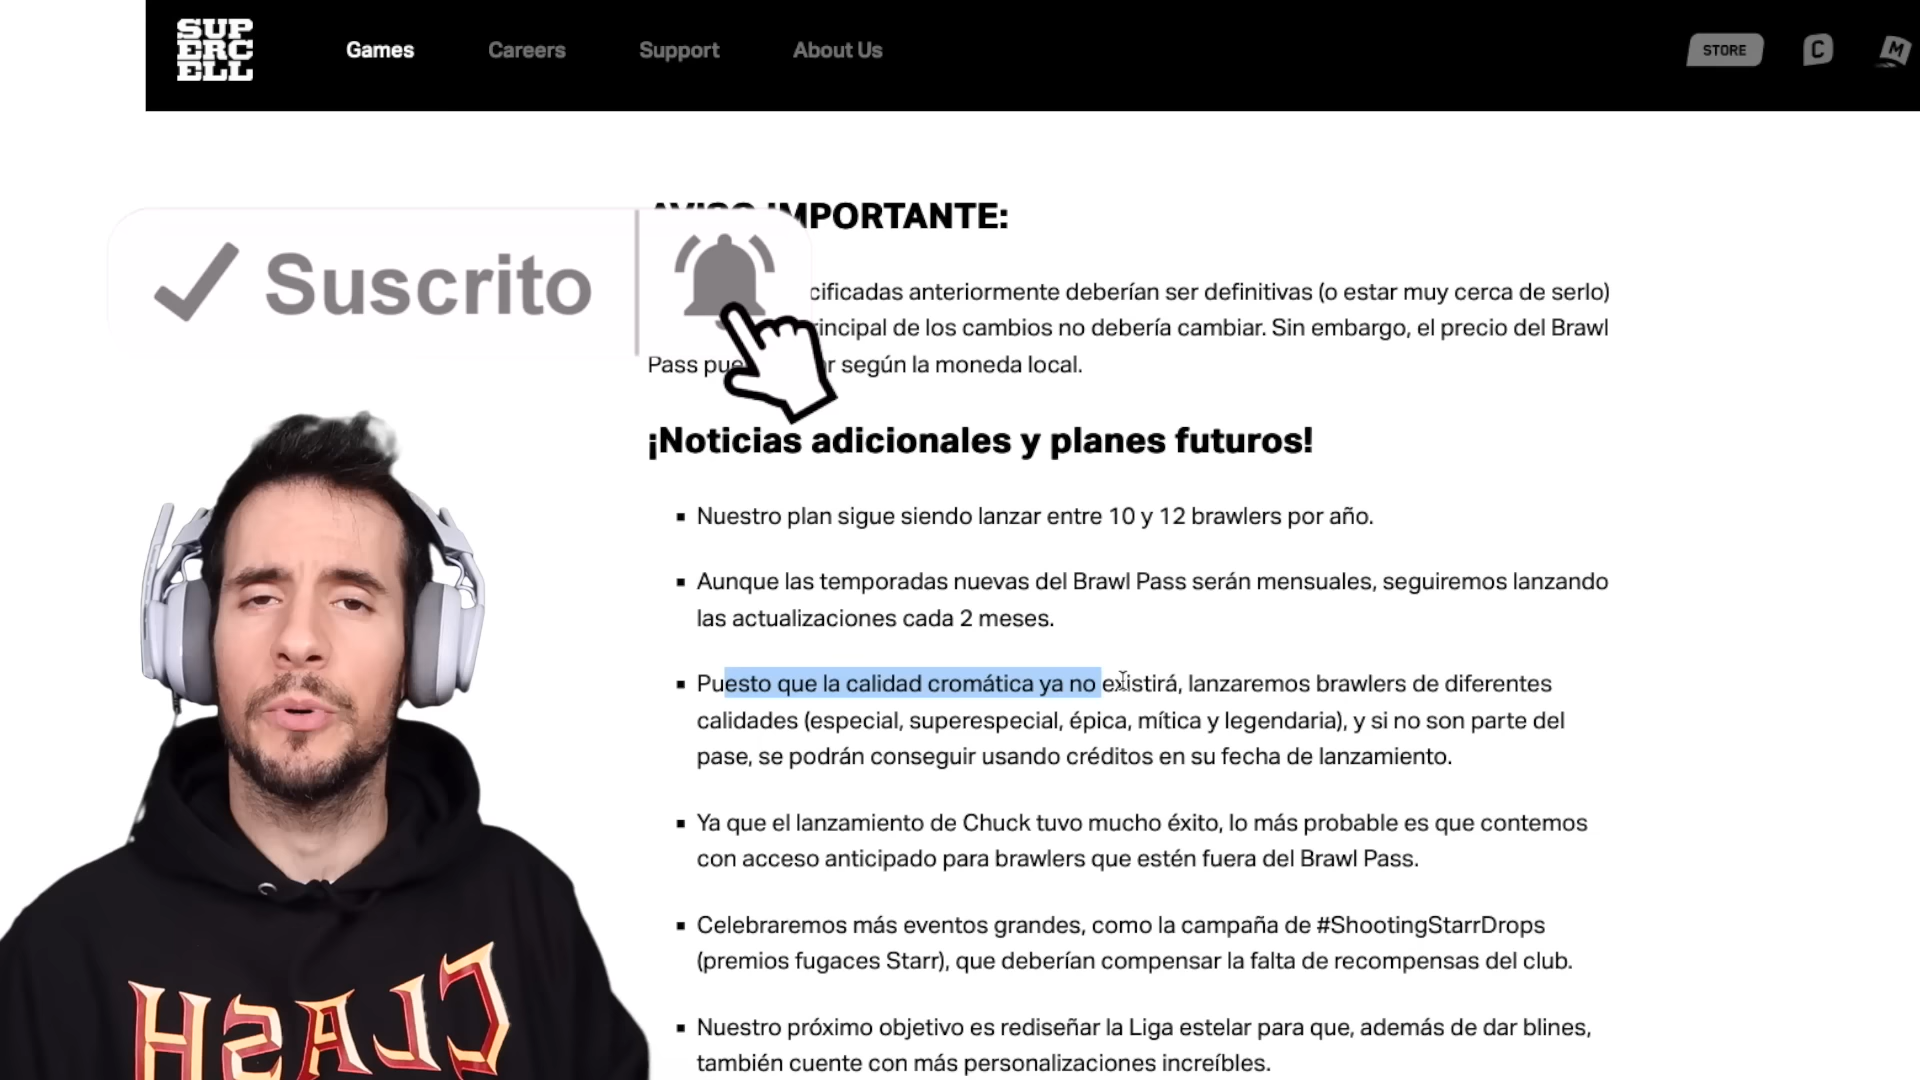 SUP
ERC
ELL
Games
Careers
Support
About Us
STORE
C
M
IMPORTANTE:
Suscrito
cificadas anteriormente deberían ser definitivas (o estar muy cerca de serlo)
rincipal de los cambios no debería cambiar. Sin embargo, el precio del Brawl
Pass pue r según la moneda local.
¡Noticias adicionales y planes futuros!
▪ Nuestro plan sigue siendo lanzar entre 10 y 12 brawlers por año.
▪ Aunque las temporadas nuevas del Brawl Pass serán mensuales, seguiremos lanzando
las actualizaciones cada 2 meses.
▪ Puesto que la calidad cromática ya no existirá, lanzaremos brawlers de diferentes
calidades (especial, superespecial, épica, mítica y legendaria), y si no son parte del
pase, se podrán conseguir usando créditos en su fecha de lanzamiento.
▪ Ya que el lanzamiento de Chuck tuvo mucho éxito, lo más probable es que contemos
con acceso anticipado para brawlers que estén fuera del Brawl Pass.
▪ Celebraremos más eventos grandes, como la campaña de #ShootingStarrDrops
(premios fugaces Starr), que deberían compensar la falta de recompensas del club.
▪ Nuestro próximo objetivo es rediseñar la Liga estelar para que, además de dar blines,
también cuente con más personalizaciones increíbles.
CLASH